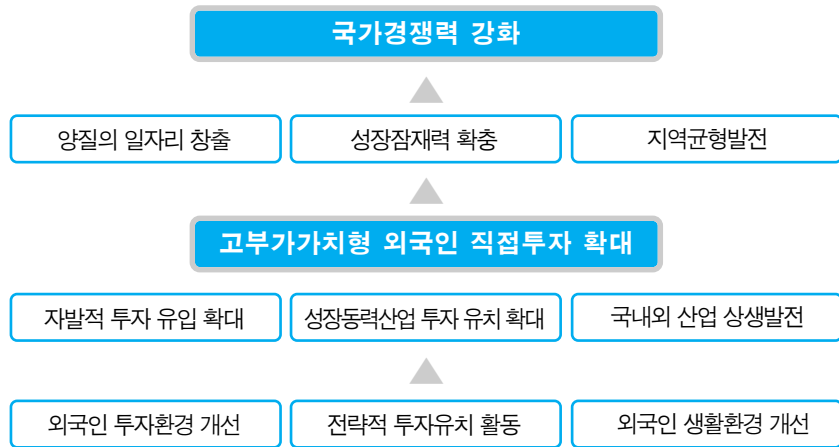 국가경쟁력 강화
양질의 일자리 창출
성장잠재력 확충
지역균형발전
고부가가치형 외국인 직접투자 확대
자발적 투자 유입 확대
성장동력산업 투자 유치 확대
국내외 산업 상생발전
외국인 투자환경 개선
전략적 투자유치 활동
외국인 생활환경 개선